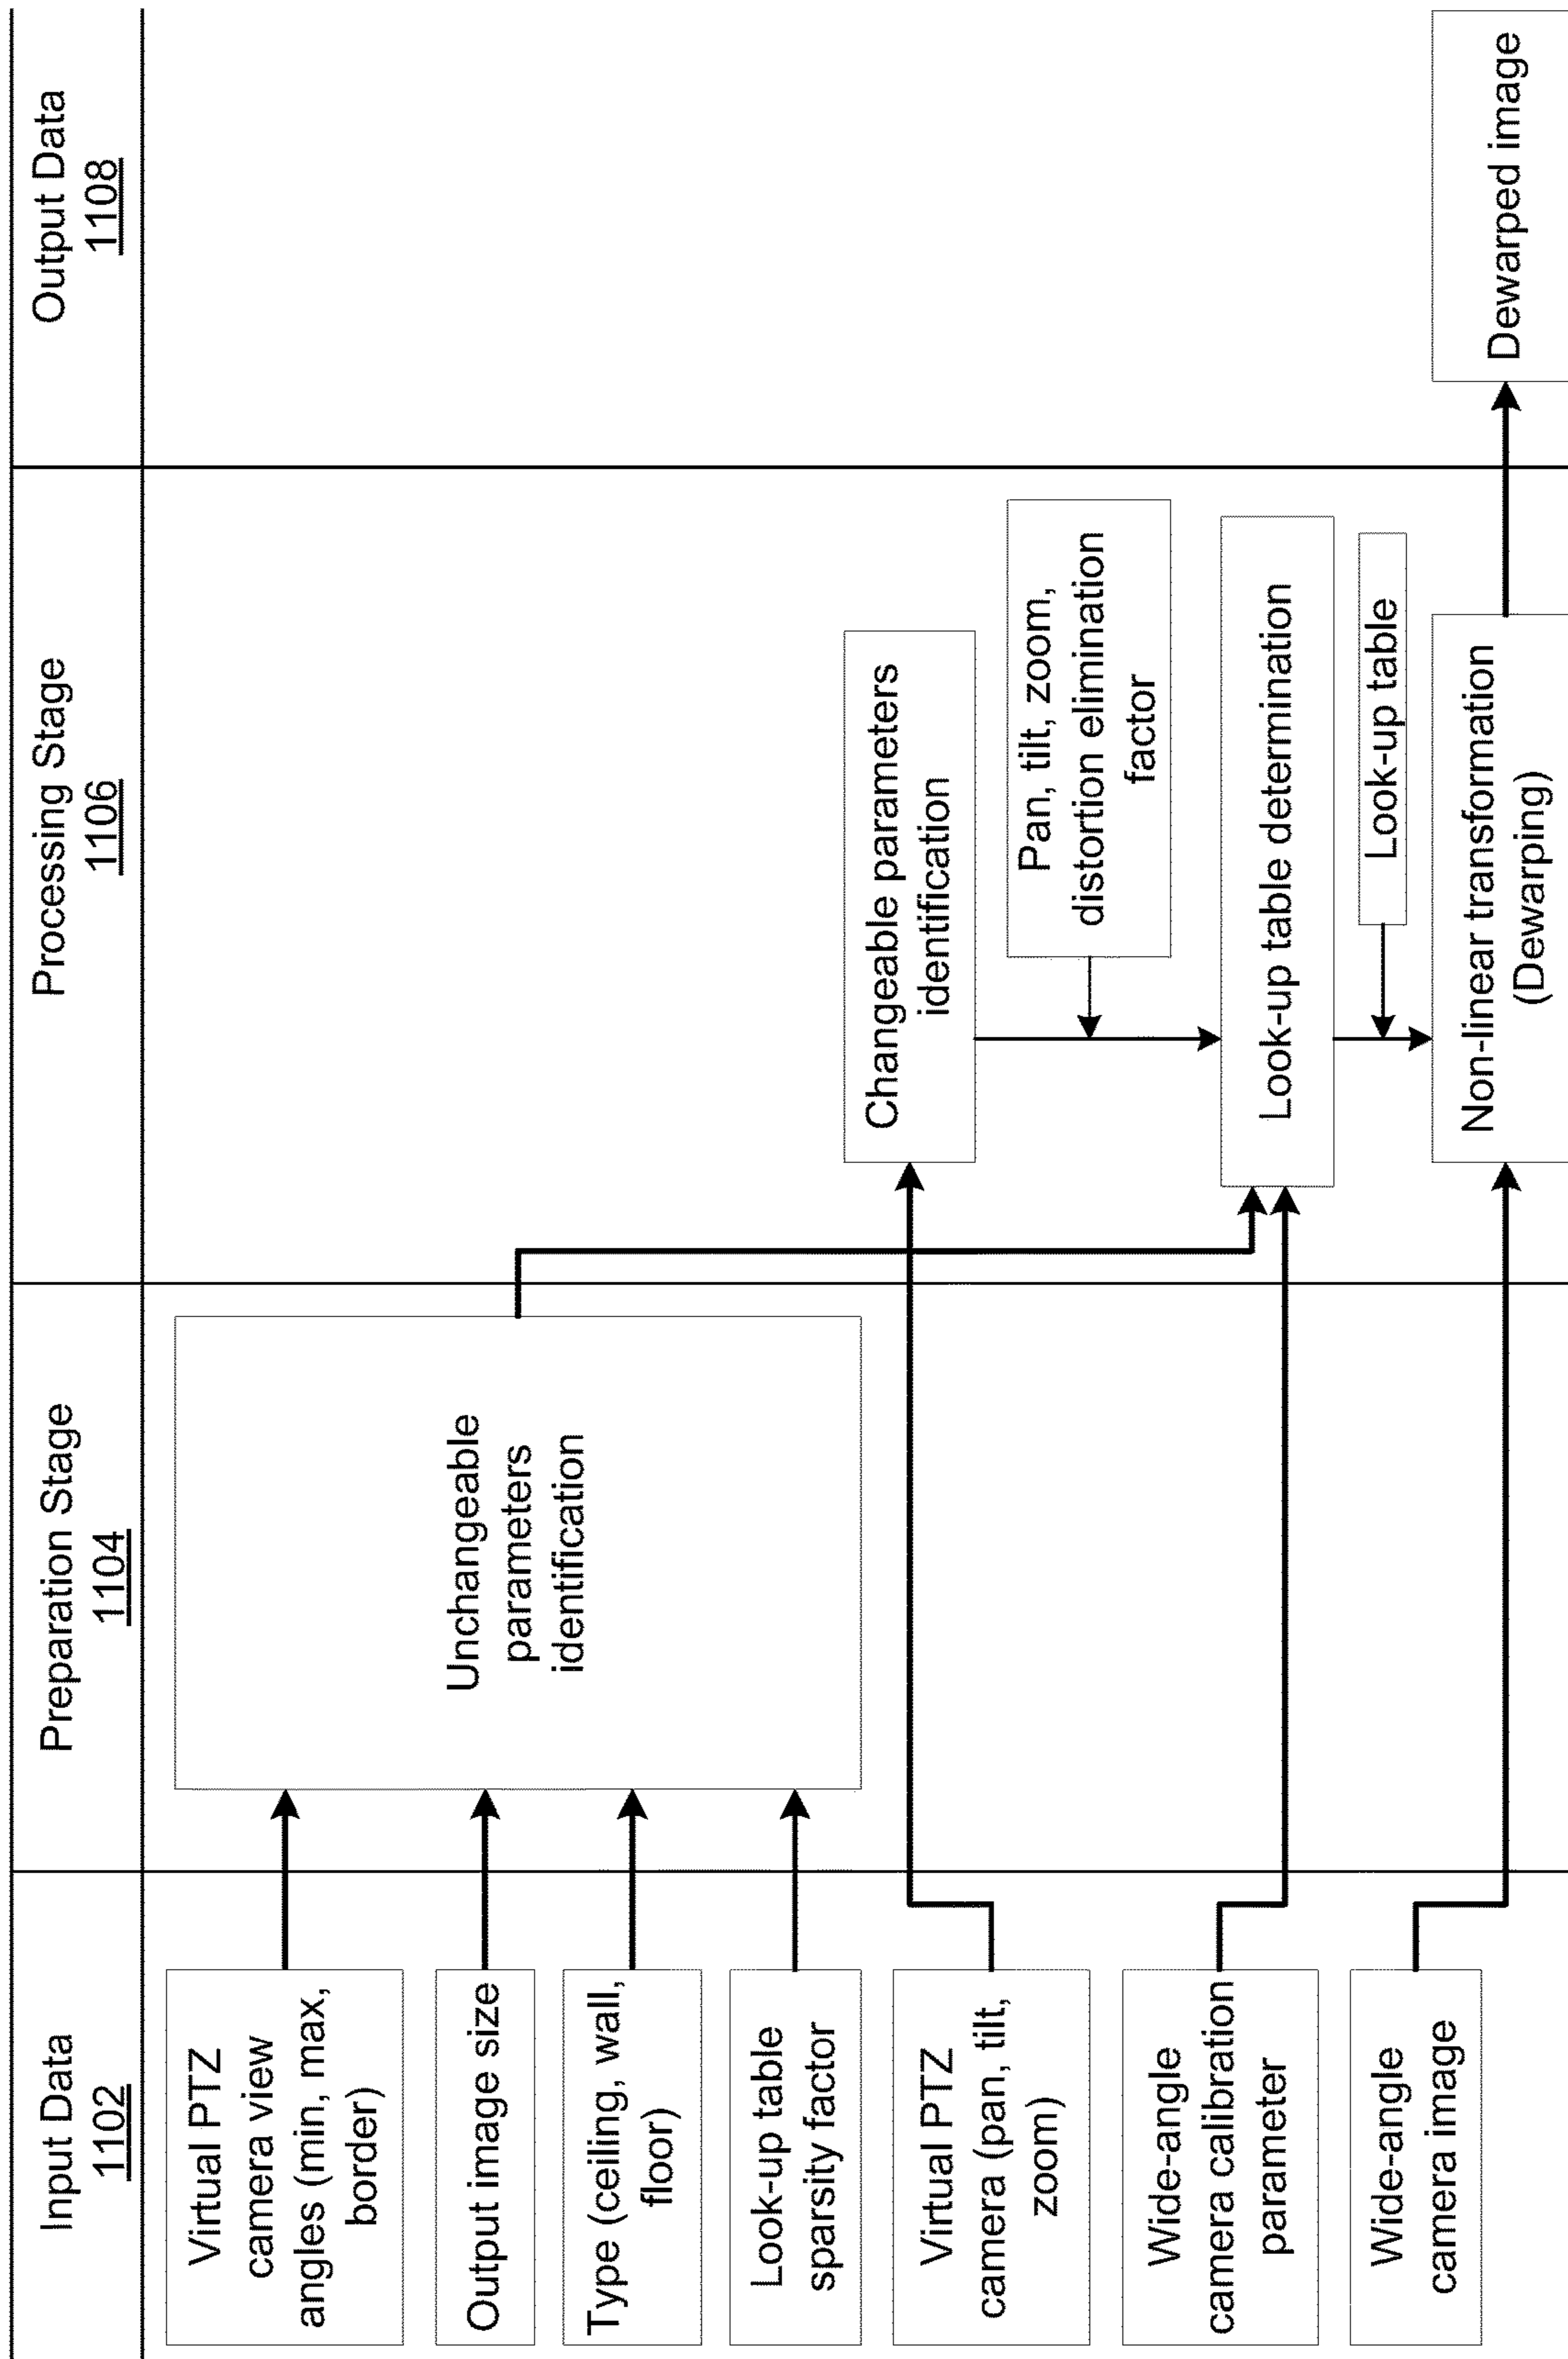 Input Data
1102
Preparation Stage
1104
Processing Stage
1106
Output Data
1108
Virtual PTZ
camera view
angles (min, max,
border)
Output image size
Type (ceiling, wall,
floor)
Look-up table
sparsity factor
Virtual PTZ
camera (pan, tilt,
zoom)
Wide-angle
camera calibration
parameter
Wide-angle
camera image
Unchangeable
parameters
identification
Changeable parameters
identification
Pan, tilt, zoom,
distortion elimination
factor
Look-up table determination
Look-up table
Non-linear transformation
(Dewarping)
Dewarped image